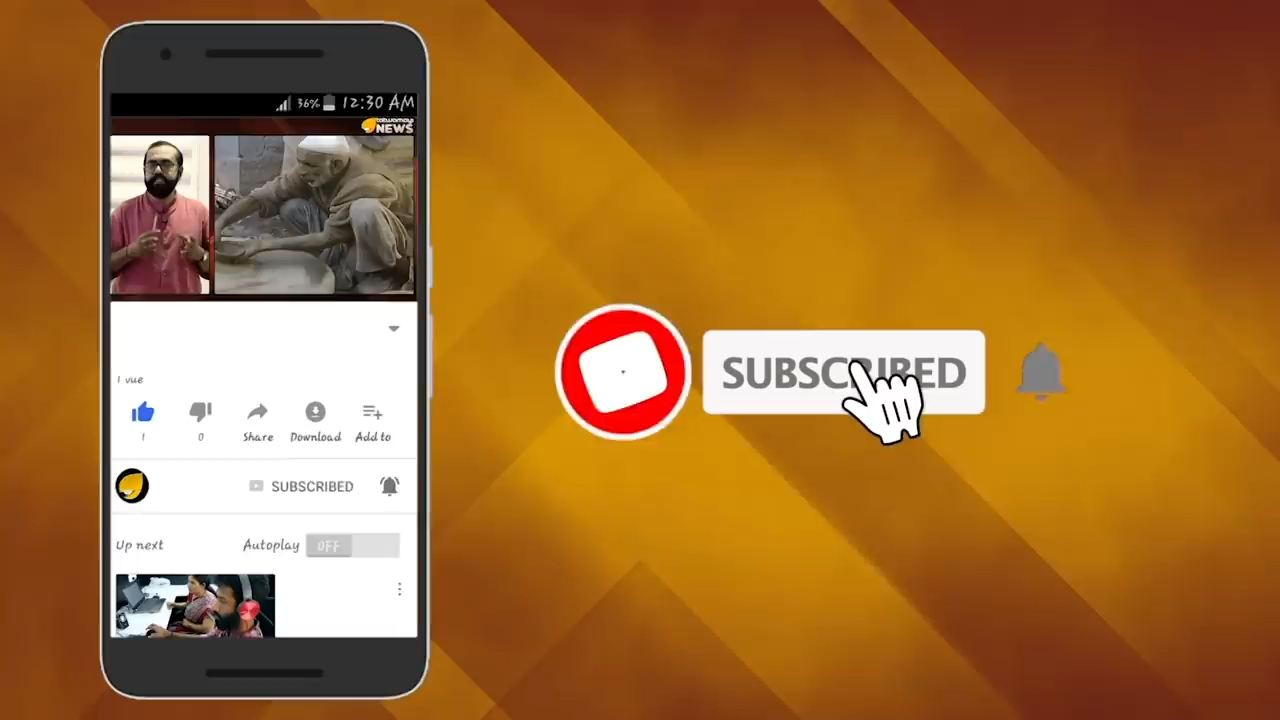 36%
12:30 AM
tatwamayi
NEWS
1 vue
1
0
Share
Download
Add to
SUBSCRIBED
Up next
Autoplay
OFF
SUBSCRIBED